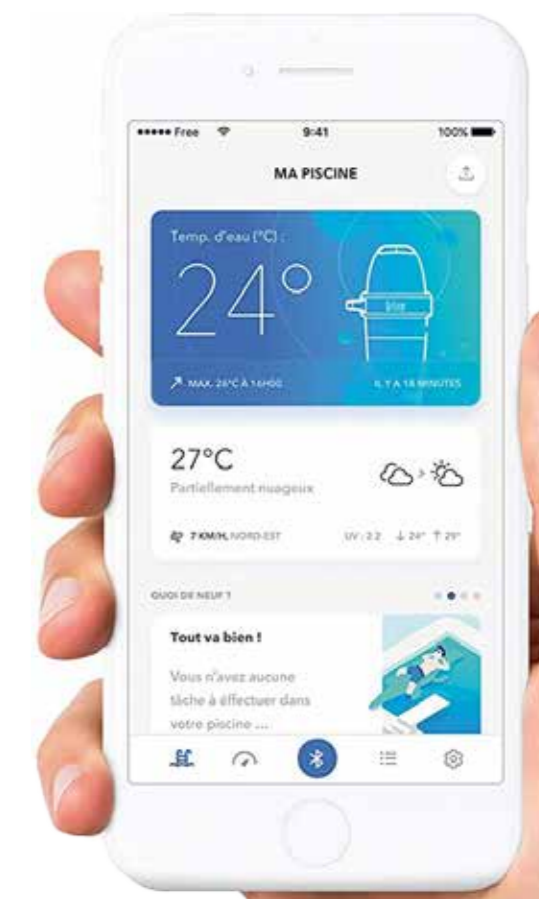 Free 9:41 100%
MA PISCINE
Temp. d'eau (°C) :
24°
MAX. 26°C À 16H00 IL Y A 18 MINUTES
27°C
Partiellement nuageux
7 KM/H, NORD-EST UV : 2.2 ↓ 24° ↑ 29°
QUOI DE NEUF ?
Tout va bien !
Vous n'avez aucune
tâche à éffectuer dans
votre piscine ...